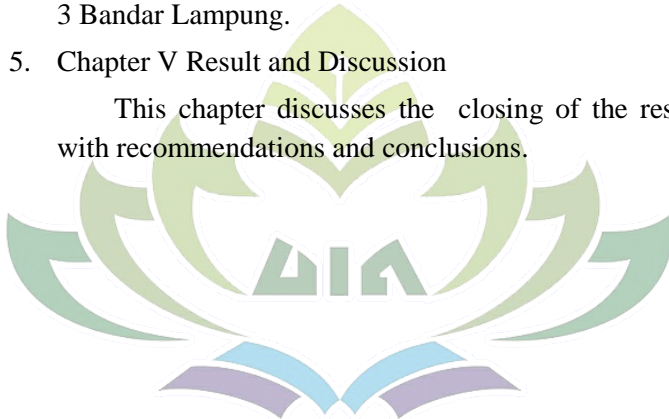 3 Bandar Lampung.
5. Chapter V Result and Discussion
This chapter discusses the closing of the res
with recommendations and conclusions.
UIN